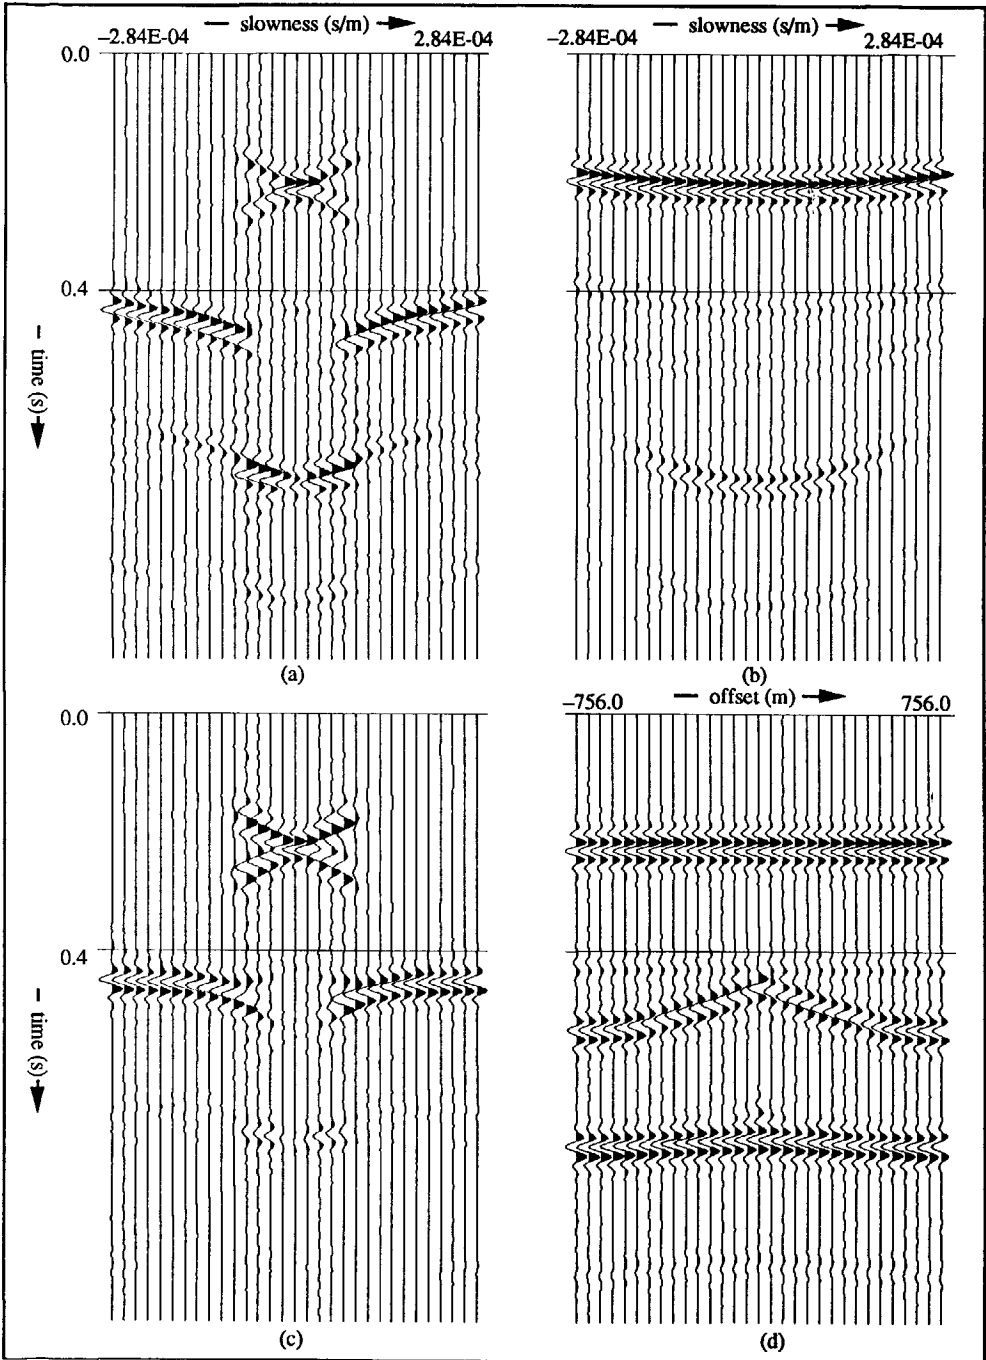 — slowness (s/m)
−2.84E-04 2.84E-04
— slowness (s/m)
−2.84E-04 2.84E-04
0.0
0.4
— time (s)
(a)
(b)
— offset (m)
−756.0 756.0
0.0
0.4
— time (s)
(c)
(d)